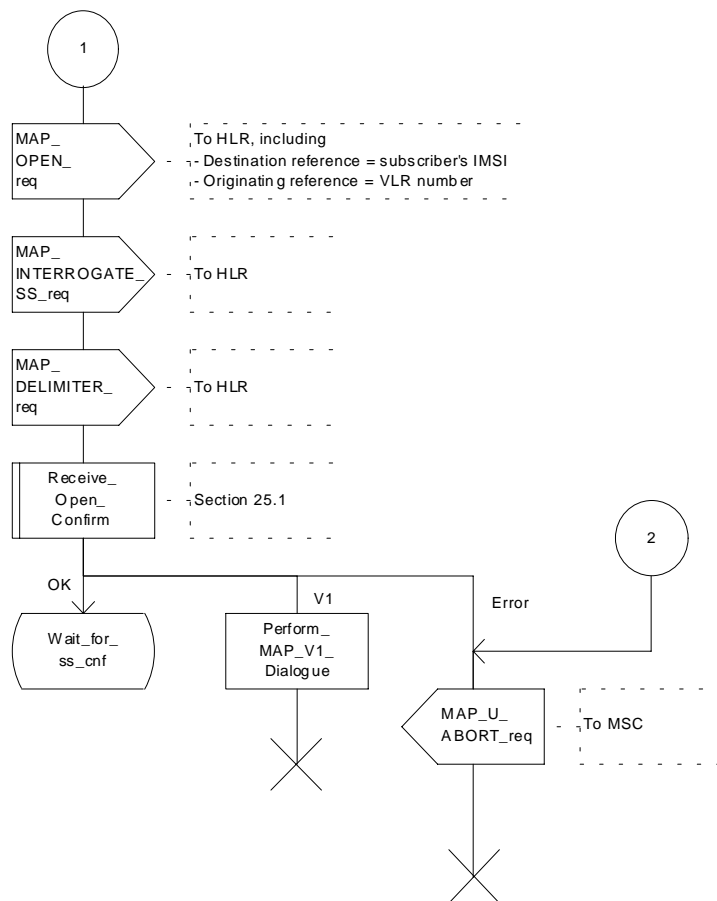 1
MAP_
OPEN_
req
To HLR, including
- Destination reference = subscriber's IMSI
- Originating reference = VLR number
MAP_
INTERROGATE_
SS_req
To HLR
MAP_
DELIMITER_
req
To HLR
Receive_
Open_
Confirm
Section 25.1
2
OK
V1
Error
Wait_for_
ss_cnf
Perform_
MAP_V1_
Dialogue
MAP_U_
ABORT_req
To MSC